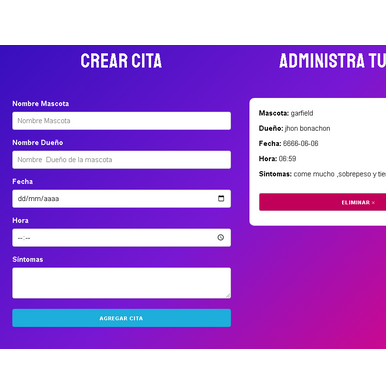 CREAR CITA
Nombre Mascota
Nombre Mascota
Nombre Dueño
Nombre Dueño de la mascota
Fecha
dd/mm/aaaa
Hora
--:--
Sintomas
AGREGAR CITA
ADMINISTRA TU
Mascota: garfield
Dueño: jhon bonachon
Fecha: 6666-06-06
Hora: 06:59
Sintomas: come mucho ,sobrepeso y tie
ELIMINAR ×